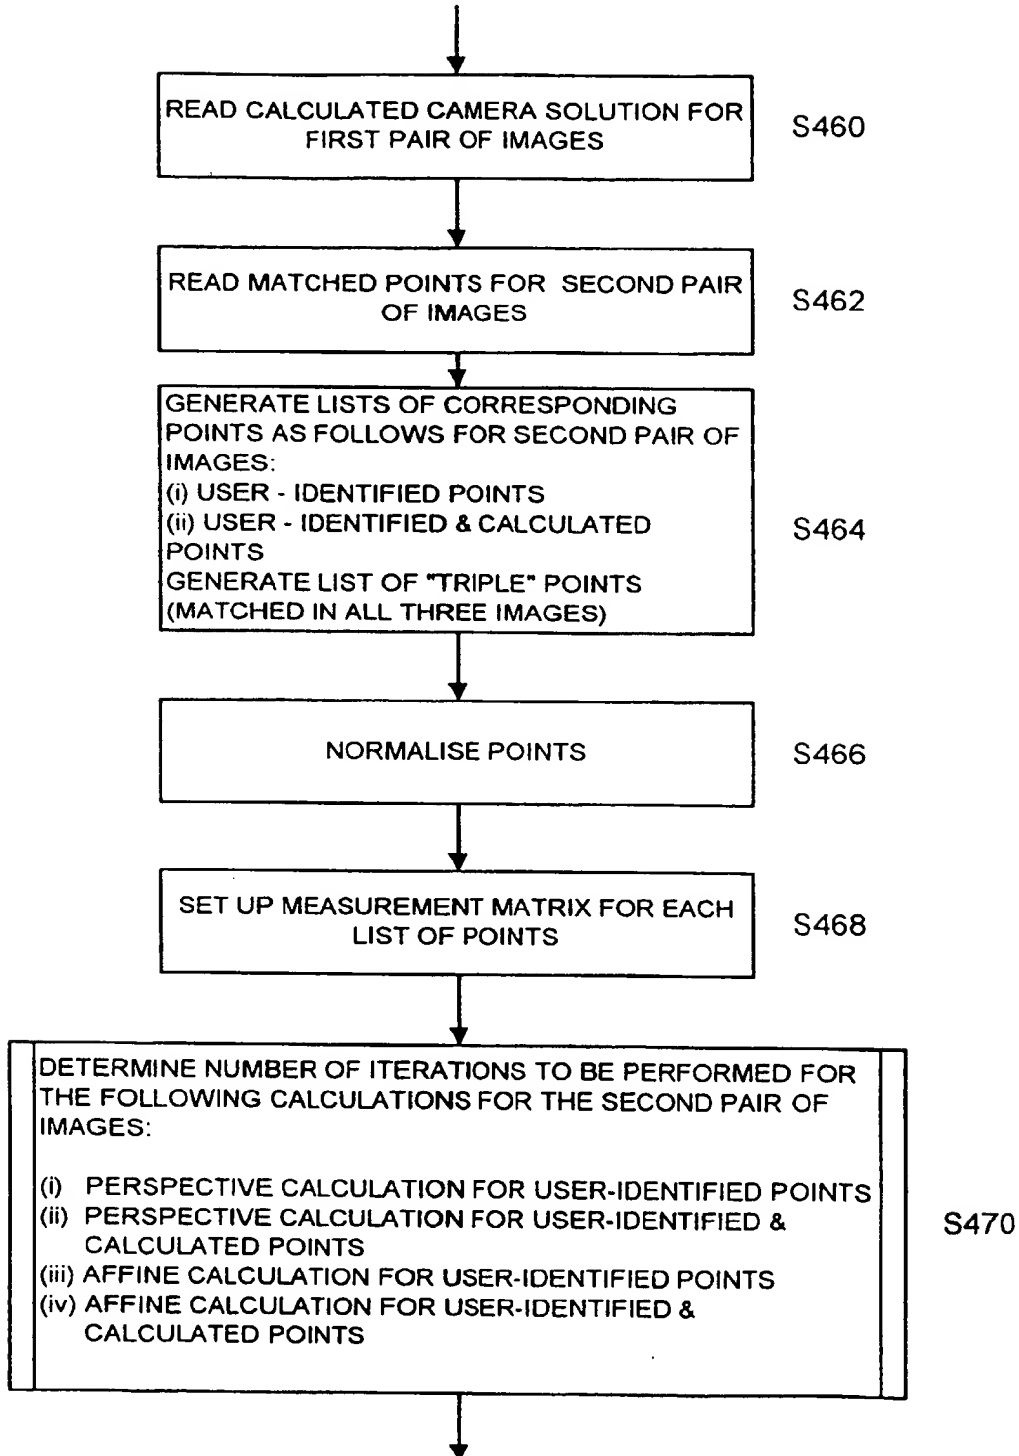 READ CALCULATED CAMERA SOLUTION FOR
FIRST PAIR OF IMAGES
S460
READ MATCHED POINTS FOR SECOND PAIR
OF IMAGES
S462
GENERATE LISTS OF CORRESPONDING
POINTS AS FOLLOWS FOR SECOND PAIR OF
IMAGES:
(i) USER - IDENTIFIED POINTS
(ii) USER - IDENTIFIED & CALCULATED
POINTS
GENERATE LIST OF "TRIPLE" POINTS
(MATCHED IN ALL THREE IMAGES)
S464
NORMALISE POINTS
S466
SET UP MEASUREMENT MATRIX FOR EACH
LIST OF POINTS
S468
DETERMINE NUMBER OF ITERATIONS TO BE PERFORMED FOR
THE FOLLOWING CALCULATIONS FOR THE SECOND PAIR OF
IMAGES:
(i) PERSPECTIVE CALCULATION FOR USER-IDENTIFIED POINTS
(ii) PERSPECTIVE CALCULATION FOR USER-IDENTIFIED &
CALCULATED POINTS
(iii) AFFINE CALCULATION FOR USER-IDENTIFIED POINTS
(iv) AFFINE CALCULATION FOR USER-IDENTIFIED &
CALCULATED POINTS
S470